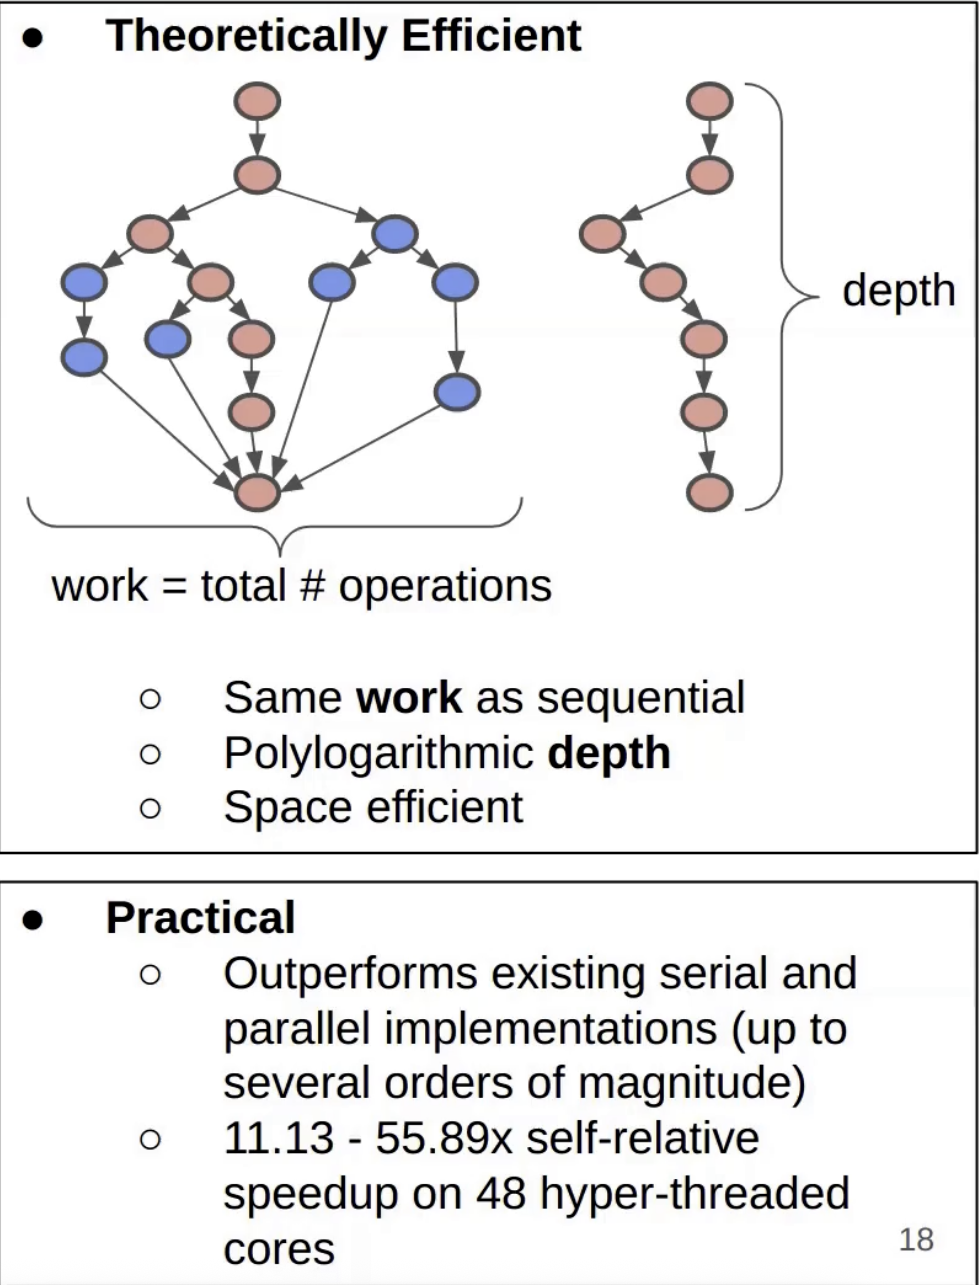 ● Theoretically Efficient
depth
work = total # operations
○ Same work as sequential
○ Polylogarithmic depth
○ Space efficient
● Practical
○ Outperforms existing serial and
parallel implementations (up to
several orders of magnitude)
○ 11.13 - 55.89x self-relative
speedup on 48 hyper-threaded
cores
18